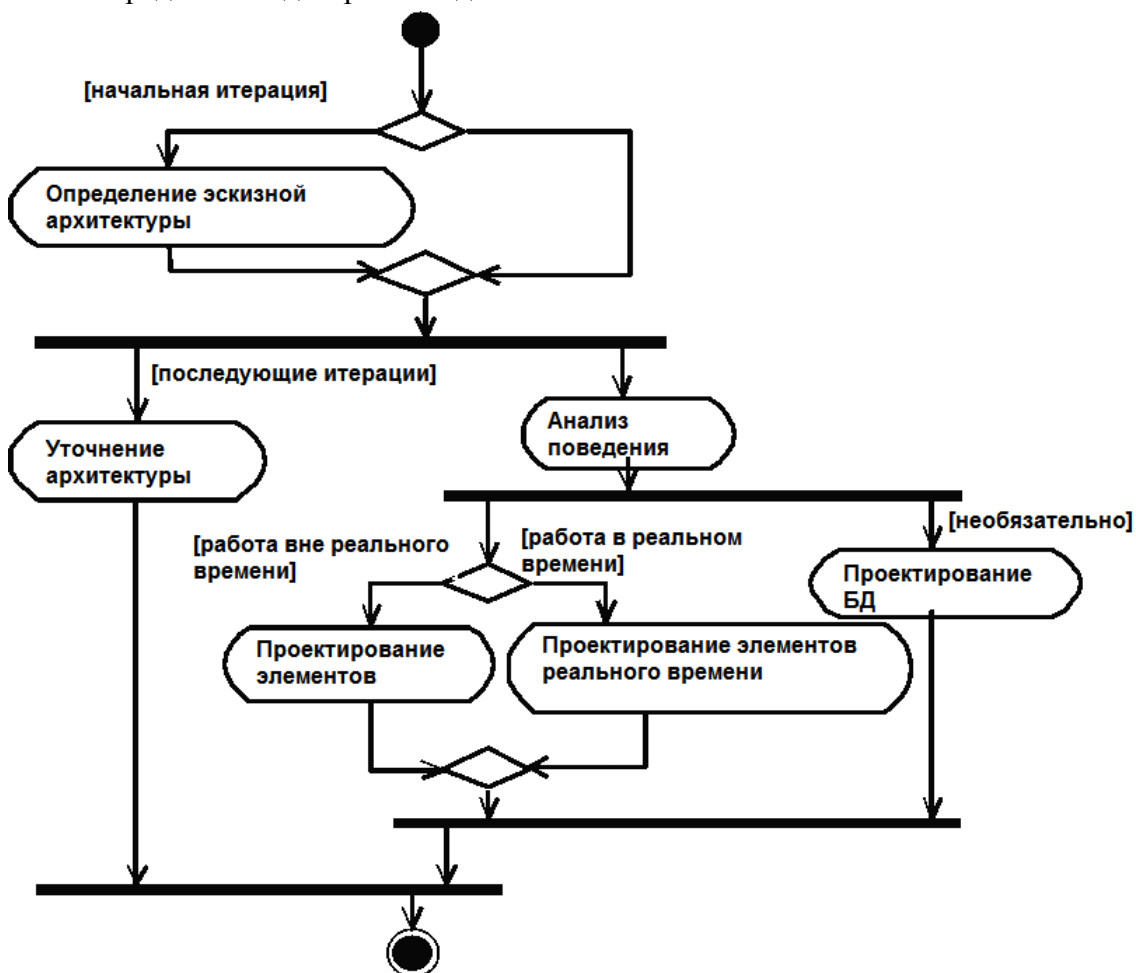 [начальная итерация]
Определение эскизной
архитектуры
[последующие итерации]
Анализ
поведения
Уточнение
архитектуры
[необязательно]
[работа вне реального
времени]
[работа в реальном
времени]
Проектирование
БД
Проектирование
элементов
Проектирование элементов
реального времени